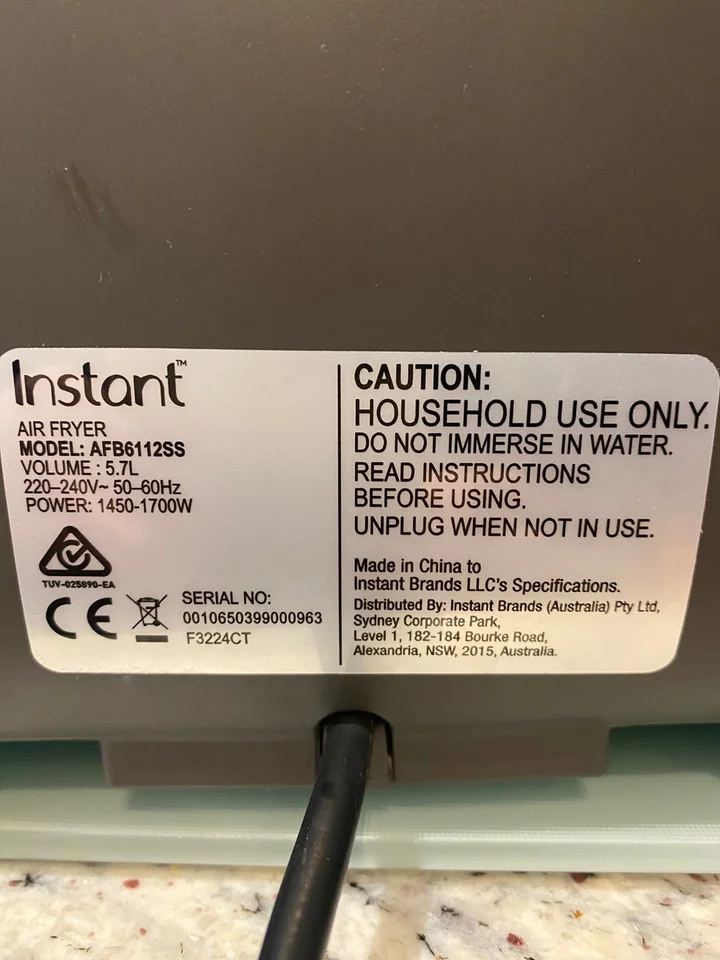 Instant™
AIR FRYER
MODEL: AFB6112SS
VOLUME : 5.7L
220–240V~ 50–60Hz
POWER: 1450-1700W
TUV-025890-EA
CE
SERIAL NO:
0010650399000963
F3224CT
CAUTION:
HOUSEHOLD USE ONLY.
DO NOT IMMERSE IN WATER.
READ INSTRUCTIONS
BEFORE USING.
UNPLUG WHEN NOT IN USE.
Made in China to
Instant Brands LLC's Specifications.
Distributed By: Instant Brands (Australia) Pty Ltd,
Sydney Corporate Park,
Level 1, 182-184 Bourke Road,
Alexandria, NSW, 2015, Australia.